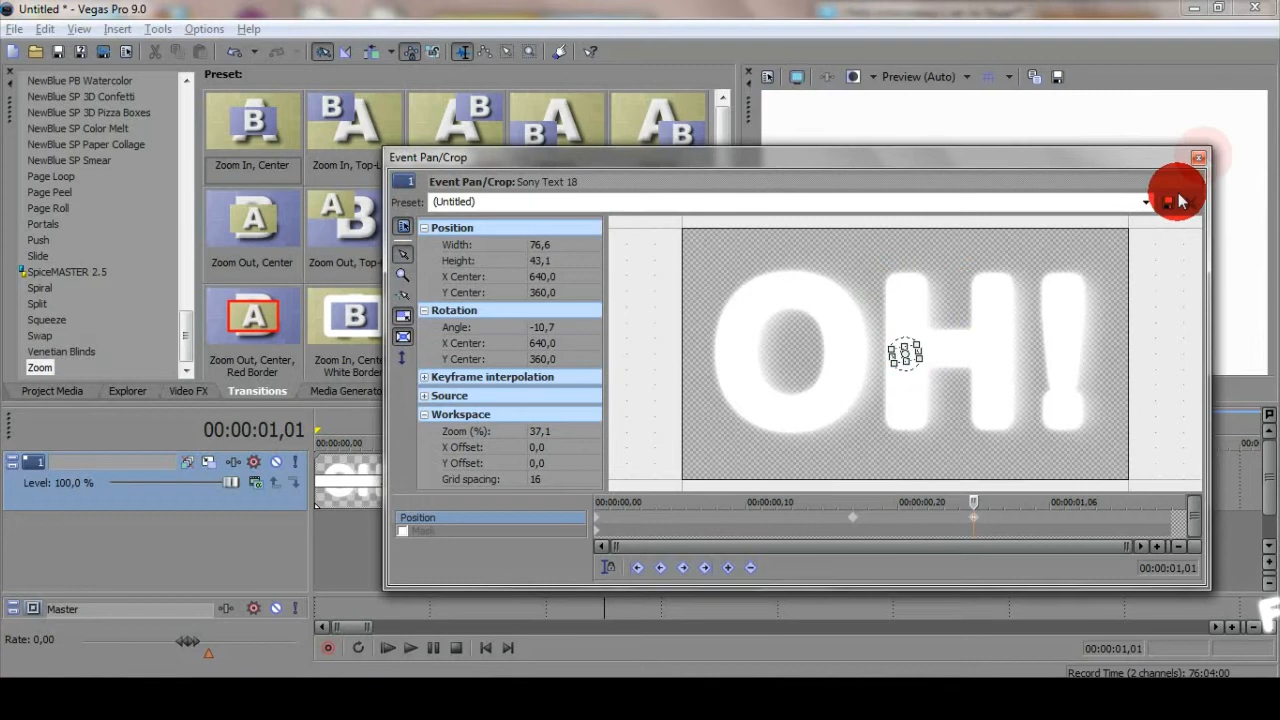 Untitled * - Vegas Pro 9.0
File Edit View Insert Tools Options Help
NewBlue PB Watercolor
NewBlue SP 3D Confetti
NewBlue SP 3D Pizza Boxes
NewBlue SP Color Melt
NewBlue SP Paper Collage
NewBlue SP Smear
Page Loop
Page Peel
Page Roll
Portals
Push
Slide
SpiceMASTER 2.5
Spiral
Split
Squeeze
Swap
Venetian Blinds
Zoom
Preset:
Zoom In, Center
Zoom In, Top-L
Zoom Out, Center
Zoom Out, Top-
Zoom Out, Center, Red Border
Zoom In, Cente
White Border
Preview (Auto)
Project Media Explorer Video FX Transitions Media Generator
Event Pan/Crop
Event Pan/Crop: Sony Text 18
Preset: (Untitled)
Position
Width: 76,6
Height: 43,1
X Center: 640,0
Y Center: 360,0
Rotation
Angle: -10,7
X Center: 640,0
Y Center: 360,0
Keyframe interpolation
Source
Workspace
Zoom (%): 37,1
X Offset: 0,0
Y Offset: 0,0
Grid spacing: 16
OH!
00:00:00,00 00:00:00,10 00:00:00,20 00:00:01,06
Position
Mask
00:00:01,01
00:00:01,01
00:00:00,00
1
Level: 100,0 %
Master
Rate: 0,00
00:00:01,01
Record Time (2 channels): 76:04:00